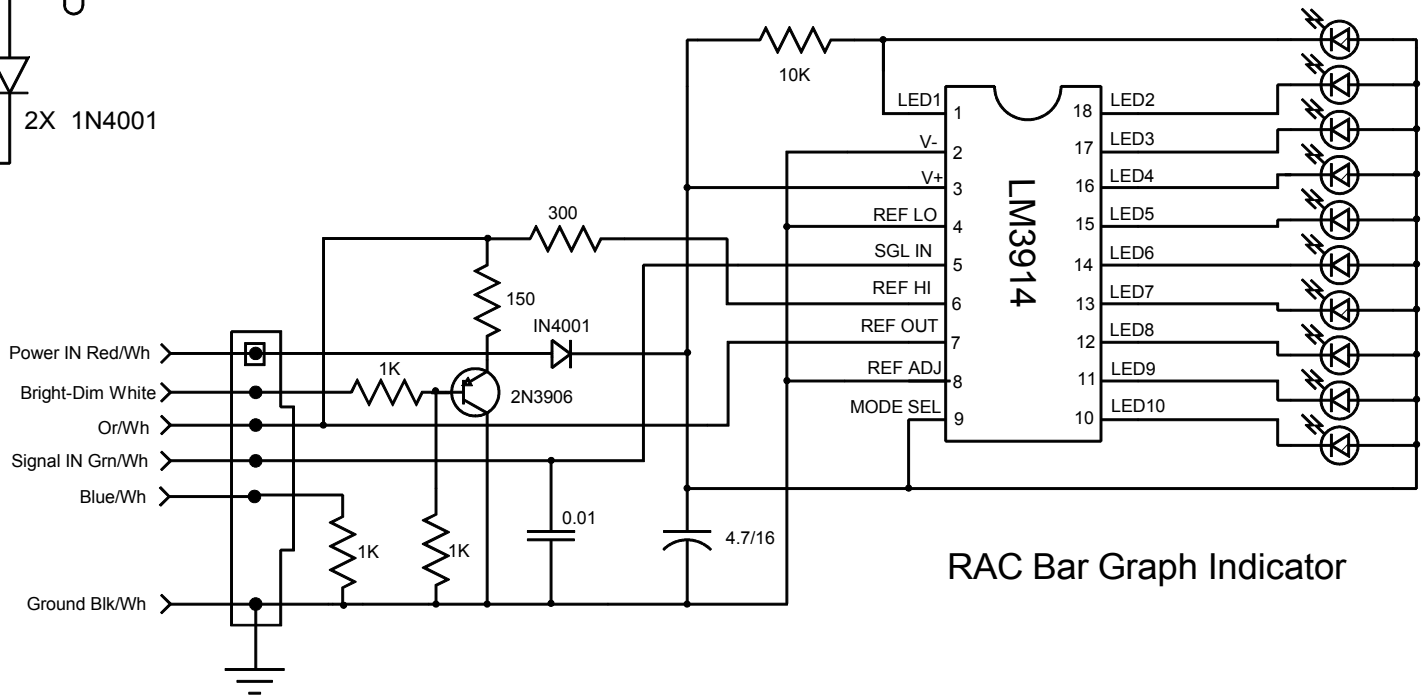 2X 1N4001
10K
300
150
IN4001
1K
2N3906
Power IN Red/Wh
Bright-Dim White
Or/Wh
Signal IN Grn/Wh
Blue/Wh
Ground Blk/Wh
1K
1K
0.01
4.7/16
LED1
V-
V+
REF LO
SGL IN
REF HI
REF OUT
REF ADJ
MODE SEL
1
2
3
4
5
6
7
8
9
LM3914
18
17
16
15
14
13
12
11
10
LED2
LED3
LED4
LED5
LED6
LED7
LED8
LED9
LED10
RAC Bar Graph Indicator